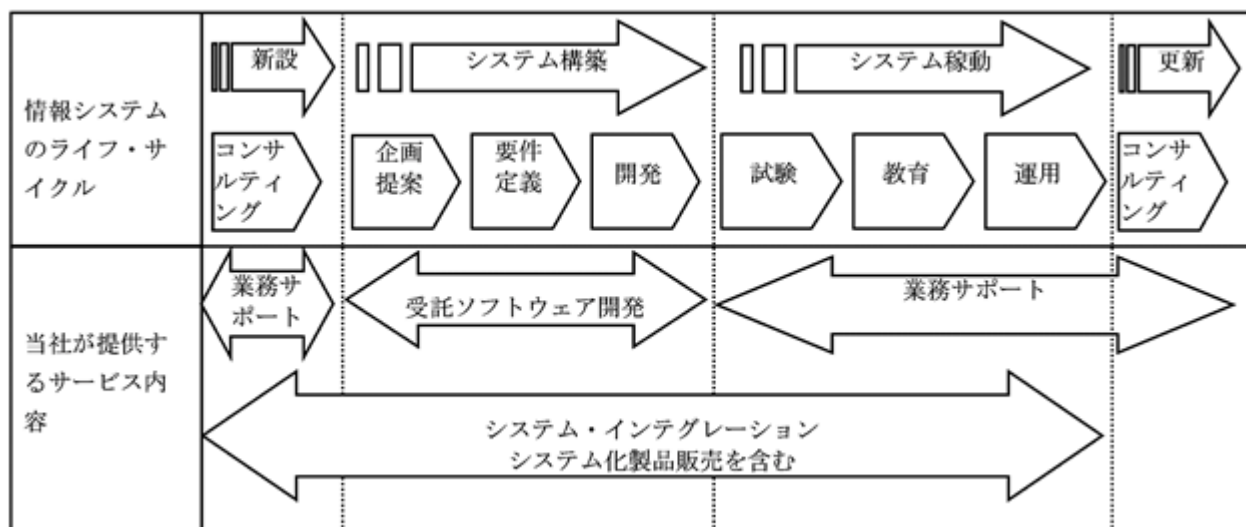 情報システム
のライフ・サ
イクル
新設
システム構築
システム稼動
更新
コンサ
ルティ
ング
企画
提案
要件
定義
開発
試験
教育
運用
コンサ
ルティ
ング
当社が提供す
るサービス内
容
業務サ
ポート
受託ソフトウェア開発
業務サポート
システム・インテグレーション
システム化製品販売を含む